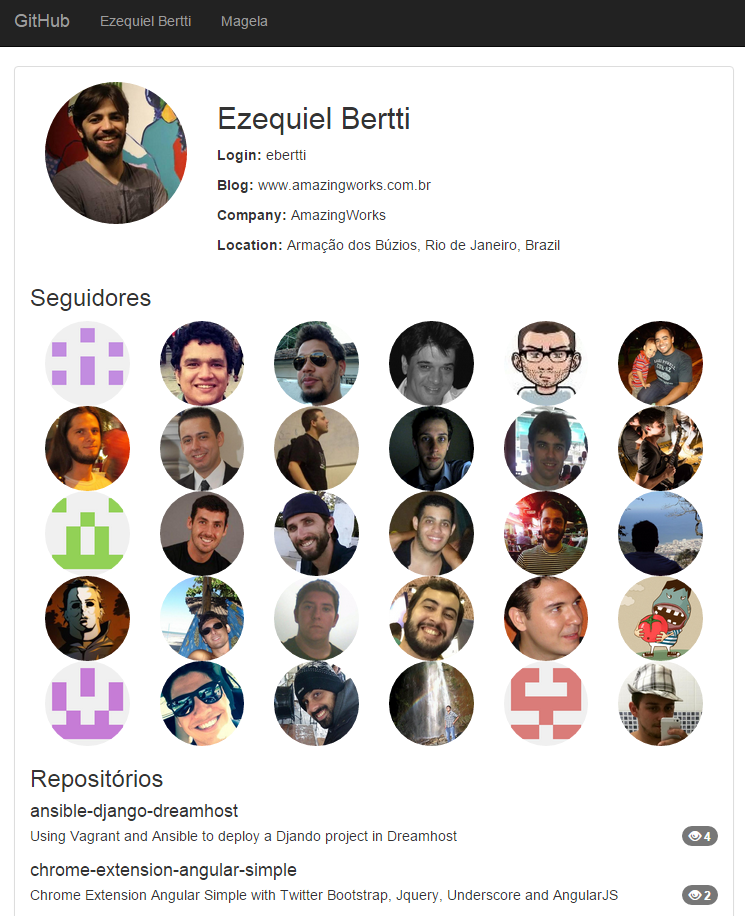 GitHub Ezequiel Bertti Magela
Ezequiel Bertti
Login: ebertti
Blog: www.amazingworks.com.br
Company: AmazingWorks
Location: Armação dos Búzios, Rio de Janeiro, Brazil
Seguidores
Repositórios
ansible-django-dreamhost
Using Vagrant and Ansible to deploy a Djando project in Dreamhost 4
chrome-extension-angular-simple
Chrome Extension Angular Simple with Twitter Bootstrap, Jquery, Underscore and AngularJS 2